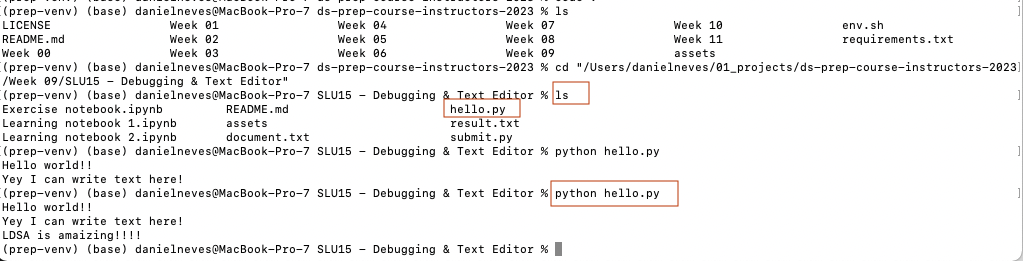 (prep-venv) (base) danielneves@MacBook-Pro-7 ds-prep-course-instructors-2023 % ls
LICENSE Week 01 Week 04 Week 07 Week 10 env.sh
README.md Week 02 Week 05 Week 08 Week 11 requirements.txt
Week 00 Week 03 Week 06 Week 09 assets
[(prep-venv) (base) danielneves@MacBook-Pro-7 ds-prep-course-instructors-2023 % cd "/Users/danielneves/01_projects/ds-prep-course-instructors-2023]
/Week 09/SLU15 – Debugging & Text Editor"
[(prep-venv) (base) danielneves@MacBook-Pro-7 SLU15 – Debugging & Text Editor % ls ]
Exercise notebook.ipynb README.md hello.py
Learning notebook 1.ipynb assets result.txt
Learning notebook 2.ipynb document.txt submit.py
[(prep-venv) (base) danielneves@MacBook-Pro-7 SLU15 – Debugging & Text Editor % python hello.py ]
Hello world!!
Yey I can write text here!
[(prep-venv) (base) danielneves@MacBook-Pro-7 SLU15 – Debugging & Text Editor % python hello.py ]
Hello world!!
Yey I can write text here!
LDSA is amaizing!!!!
(prep-venv) (base) danielneves@MacBook-Pro-7 SLU15 – Debugging & Text Editor %